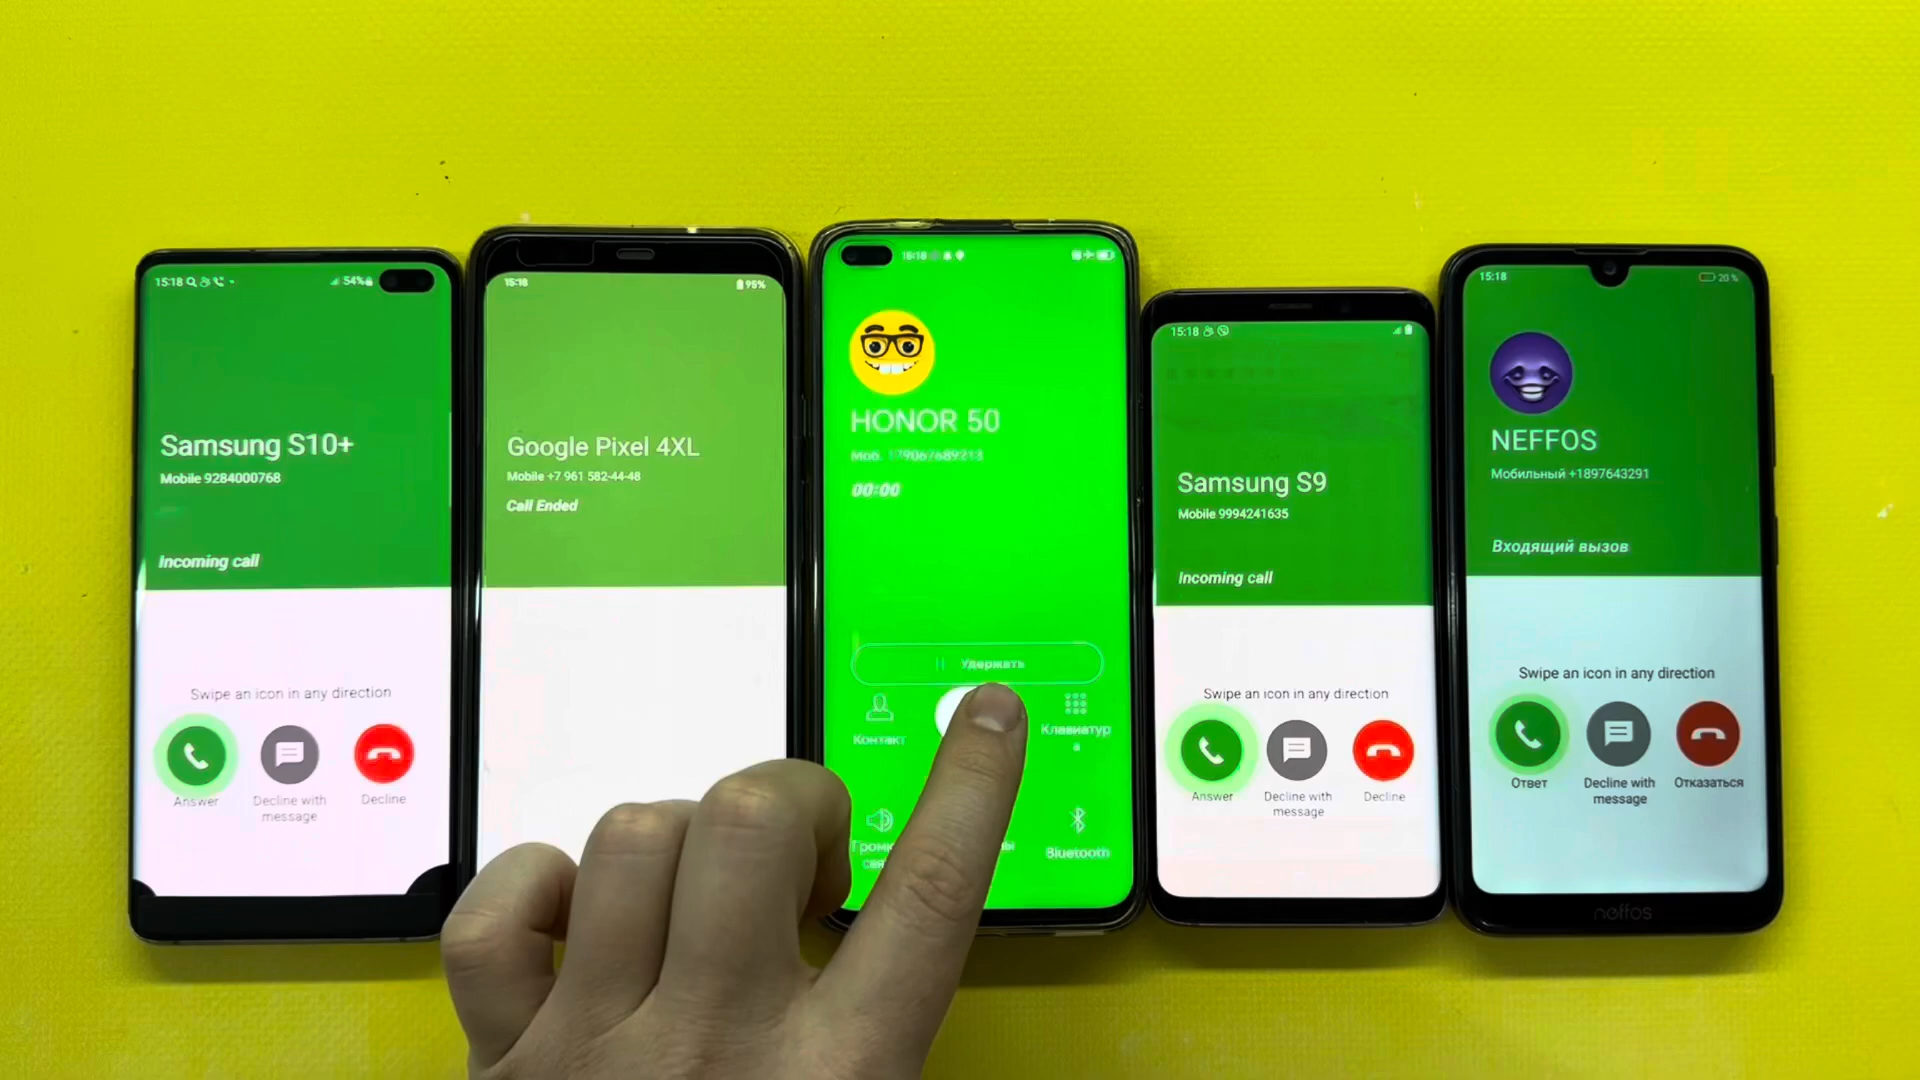 15:18
54%
Samsung S10+
Mobile 9284000768
Incoming call
Swipe an icon in any direction
Answer
Decline with
message
Decline
15:18
95%
Google Pixel 4XL
Mobile +7 961 582-44-48
Call Ended
15:18
HONOR 50
Моб.
00:00
Удержать
Контакт
Клавиатур
а
Bluetooth
15:18
Samsung S9
Mobile 9994241635
Incoming call
Swipe an icon in any direction
Answer
Decline with
message
Decline
15:18
20 %
NEFFOS
Мобильный +1897643291
Входящий вызов
Swipe an icon in any direction
Ответ
Decline with
message
Отказаться
neffos